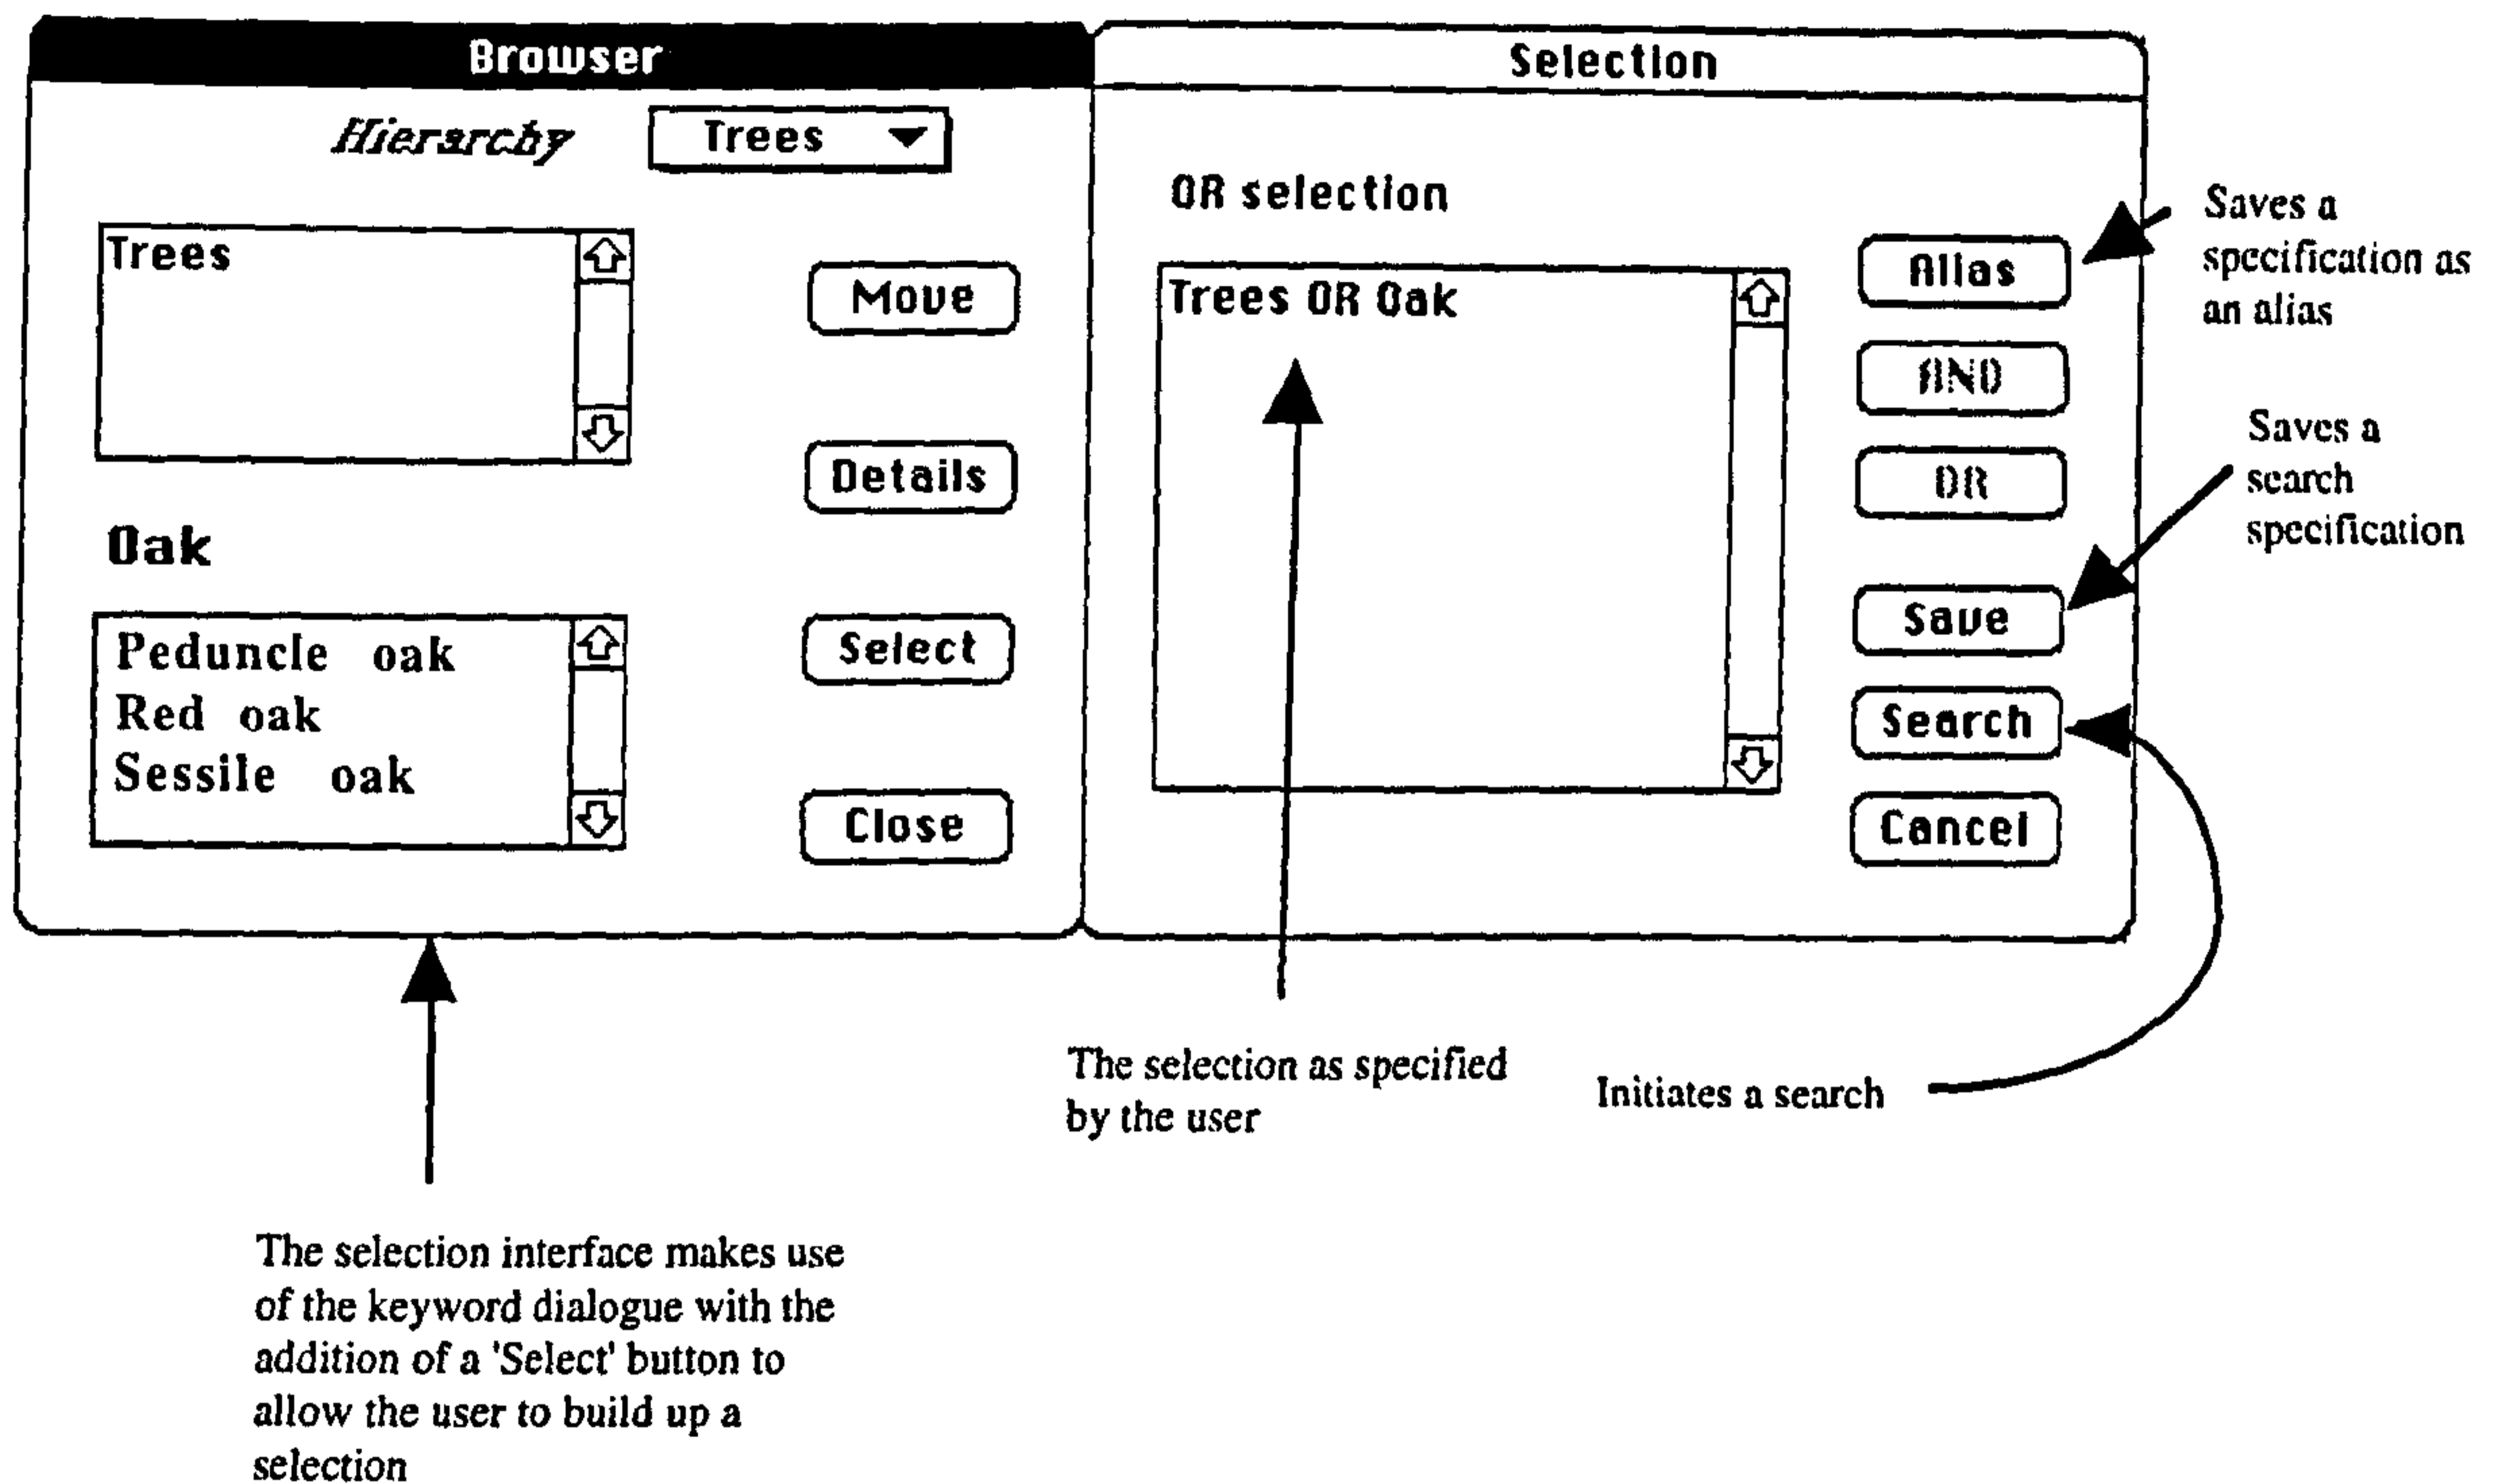 Browser
Hierarchy
Trees
Trees
Move
Details
Oak
Peduncle oak
Red oak
Sessile oak
Select
Close
Selection
OR selection
Trees OR Oak
Alias
AND
OR
Save
Search
Cancel
Saves a
specification as
an alias
Saves a
search
specification
The selection as specified
by the user
Initiates a search
The selection interface makes use
of the keyword dialogue with the
addition of a 'Select' button to
allow the user to build up a
selection